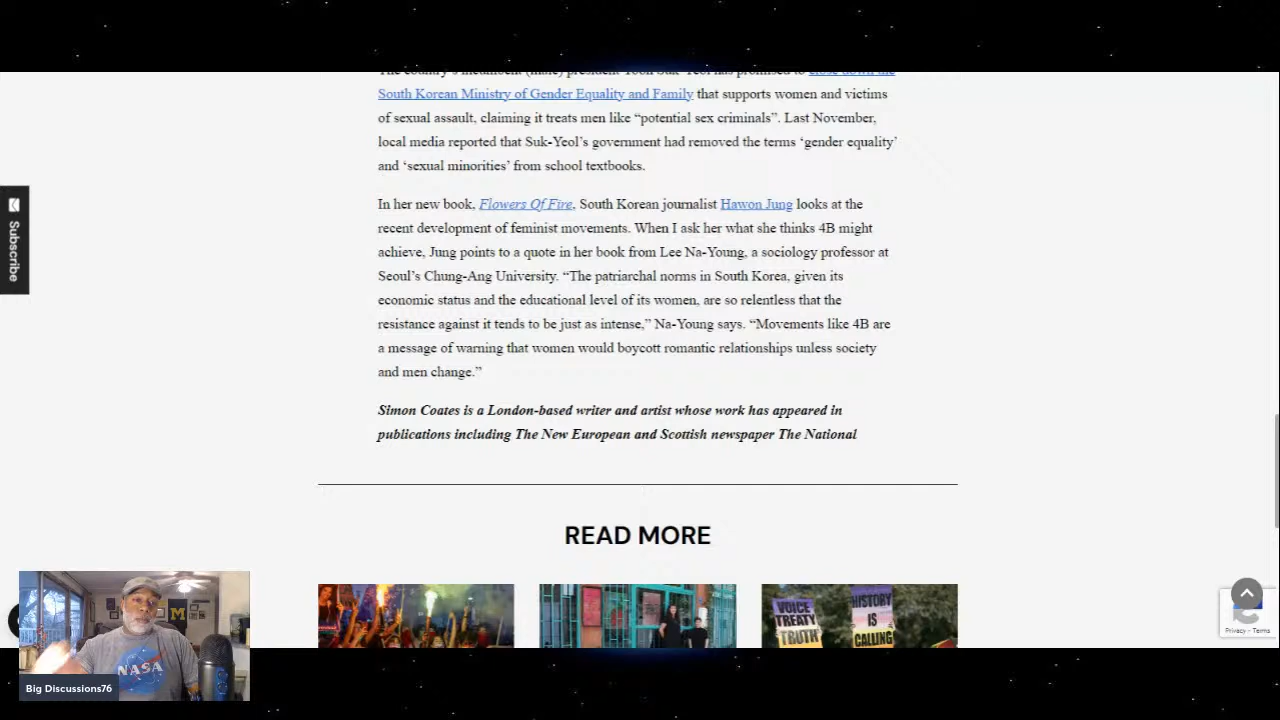 The country's incumbent (male) president Yoon Suk-Yeol has promised to close down the
South Korean Ministry of Gender Equality and Family that supports women and victims
of sexual assault, claiming it treats men like “potential sex criminals”. Last November,
local media reported that Suk-Yeol’s government had removed the terms ‘gender equality’
and ‘sexual minorities’ from school textbooks.
In her new book, Flowers Of Fire, South Korean journalist Hawon Jung looks at the
recent development of feminist movements. When I ask her what she thinks 4B might
achieve, Jung points to a quote in her book from Lee Na-Young, a sociology professor at
Seoul’s Chung-Ang University. “The patriarchal norms in South Korea, given its
economic status and the educational level of its women, are so relentless that the
resistance against it tends to be just as intense,” Na-Young says. “Movements like 4B are
a message of warning that women would boycott romantic relationships unless society
and men change.”
Simon Coates is a London-based writer and artist whose work has appeared in
publications including The New European and Scottish newspaper The National
READ MORE
Subscribe
VOICE
TREATY
TRUTH
HISTORY
IS
CALLING
Privacy - Terms
M
NASA
Big Discussions76